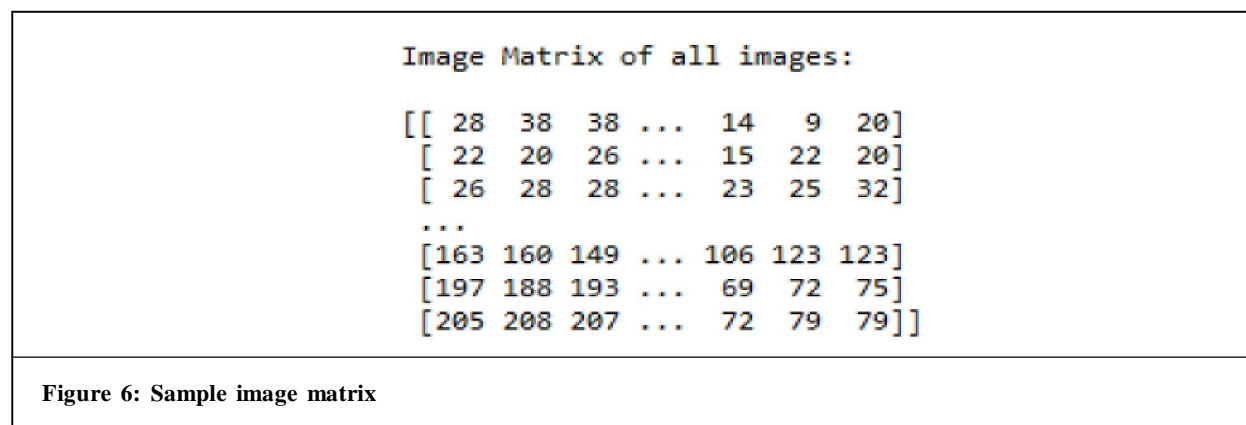 Image Matrix of all images:
[[ 28 38 38 ... 14 9 20]
[ 22 20 26 ... 15 22 20]
[ 26 28 28 ... 23 25 32]
...
[163 160 149 ... 106 123 123]
[197 188 193 ... 69 72 75]
[205 208 207 ... 72 79 79]]
Figure 6: Sample image matrix